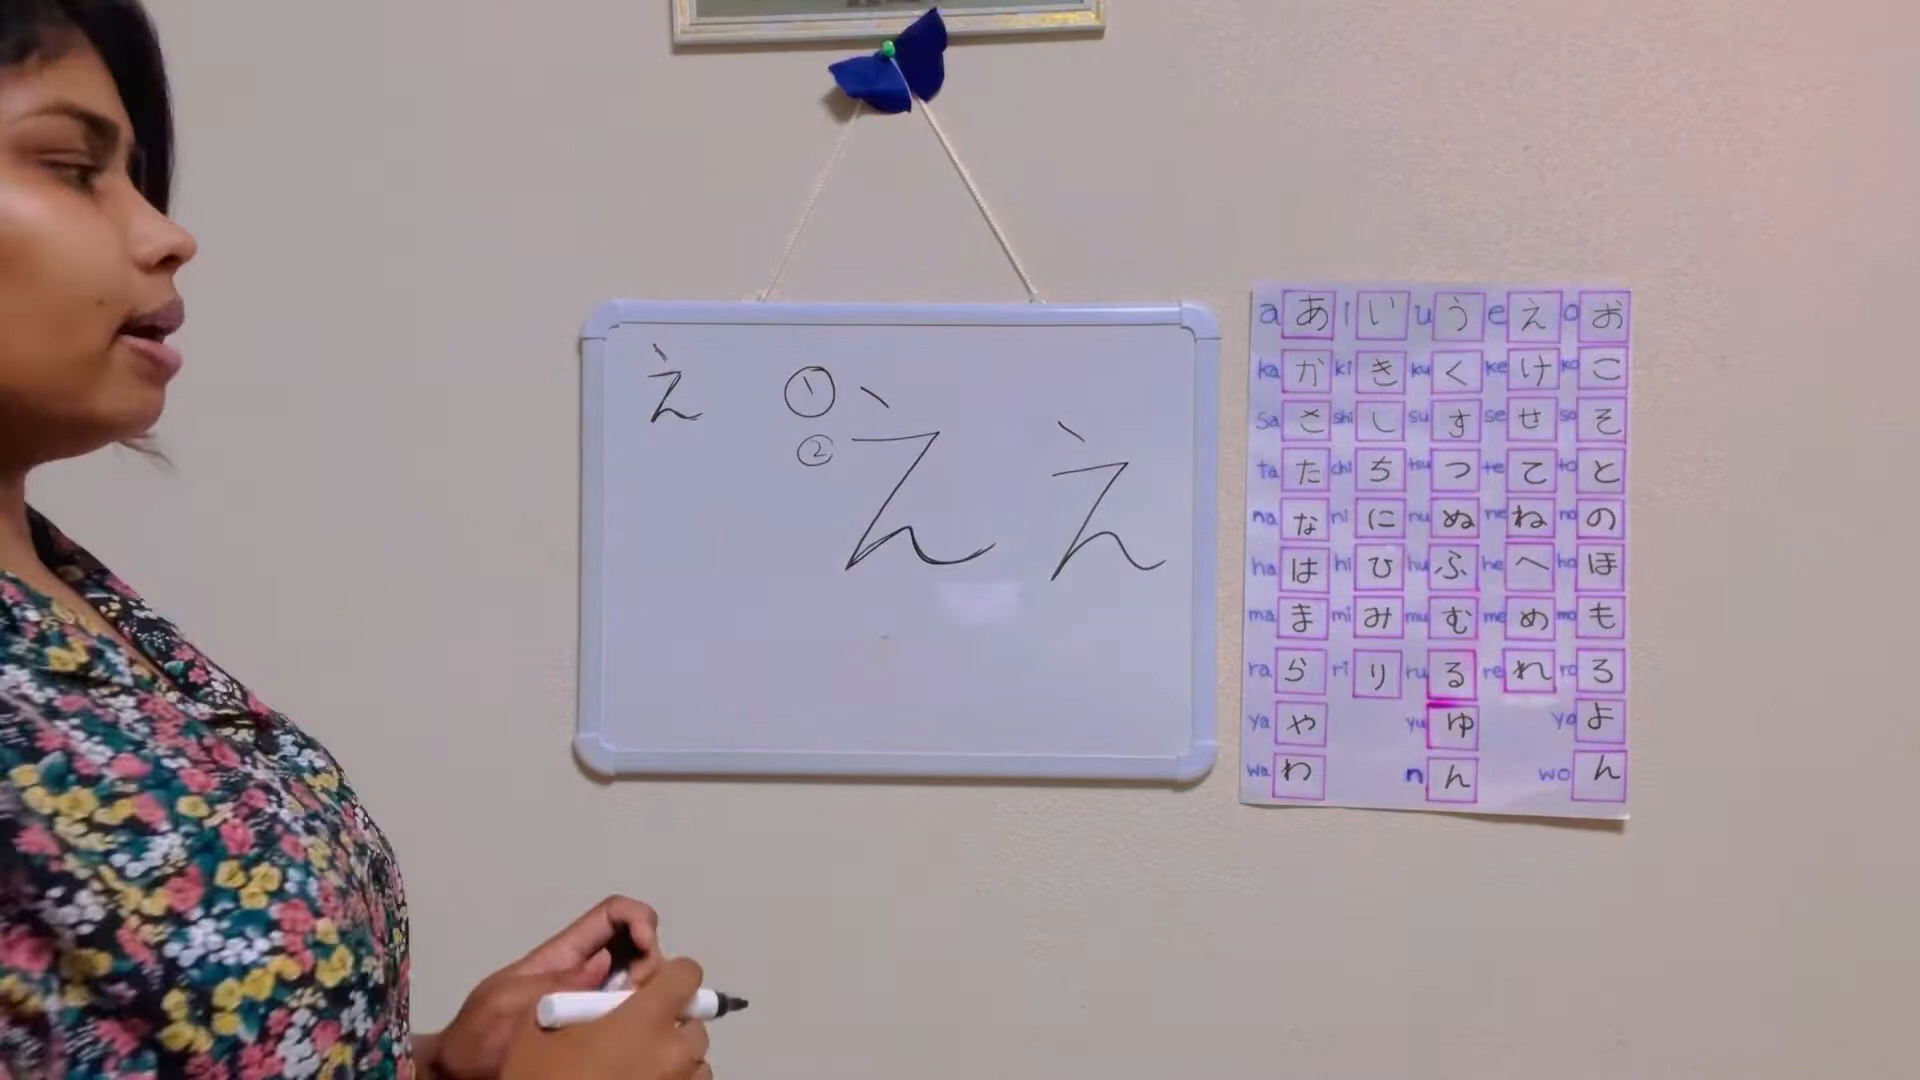 え ① え え
②
a あ i い u う e え o お
ka か ki き ku く ke け ko こ
sa さ shi し su す se せ so そ
ta た chi ち tsu つ te て to と
na な ni に nu ぬ ne ね no の
ha は hi ひ hu ふ he へ ho ほ
ma ま mi み mu む me め mo も
ra ら ri り ru る re れ ro ろ
ya や yu ゆ yo よ
wa わ n ん wo ん